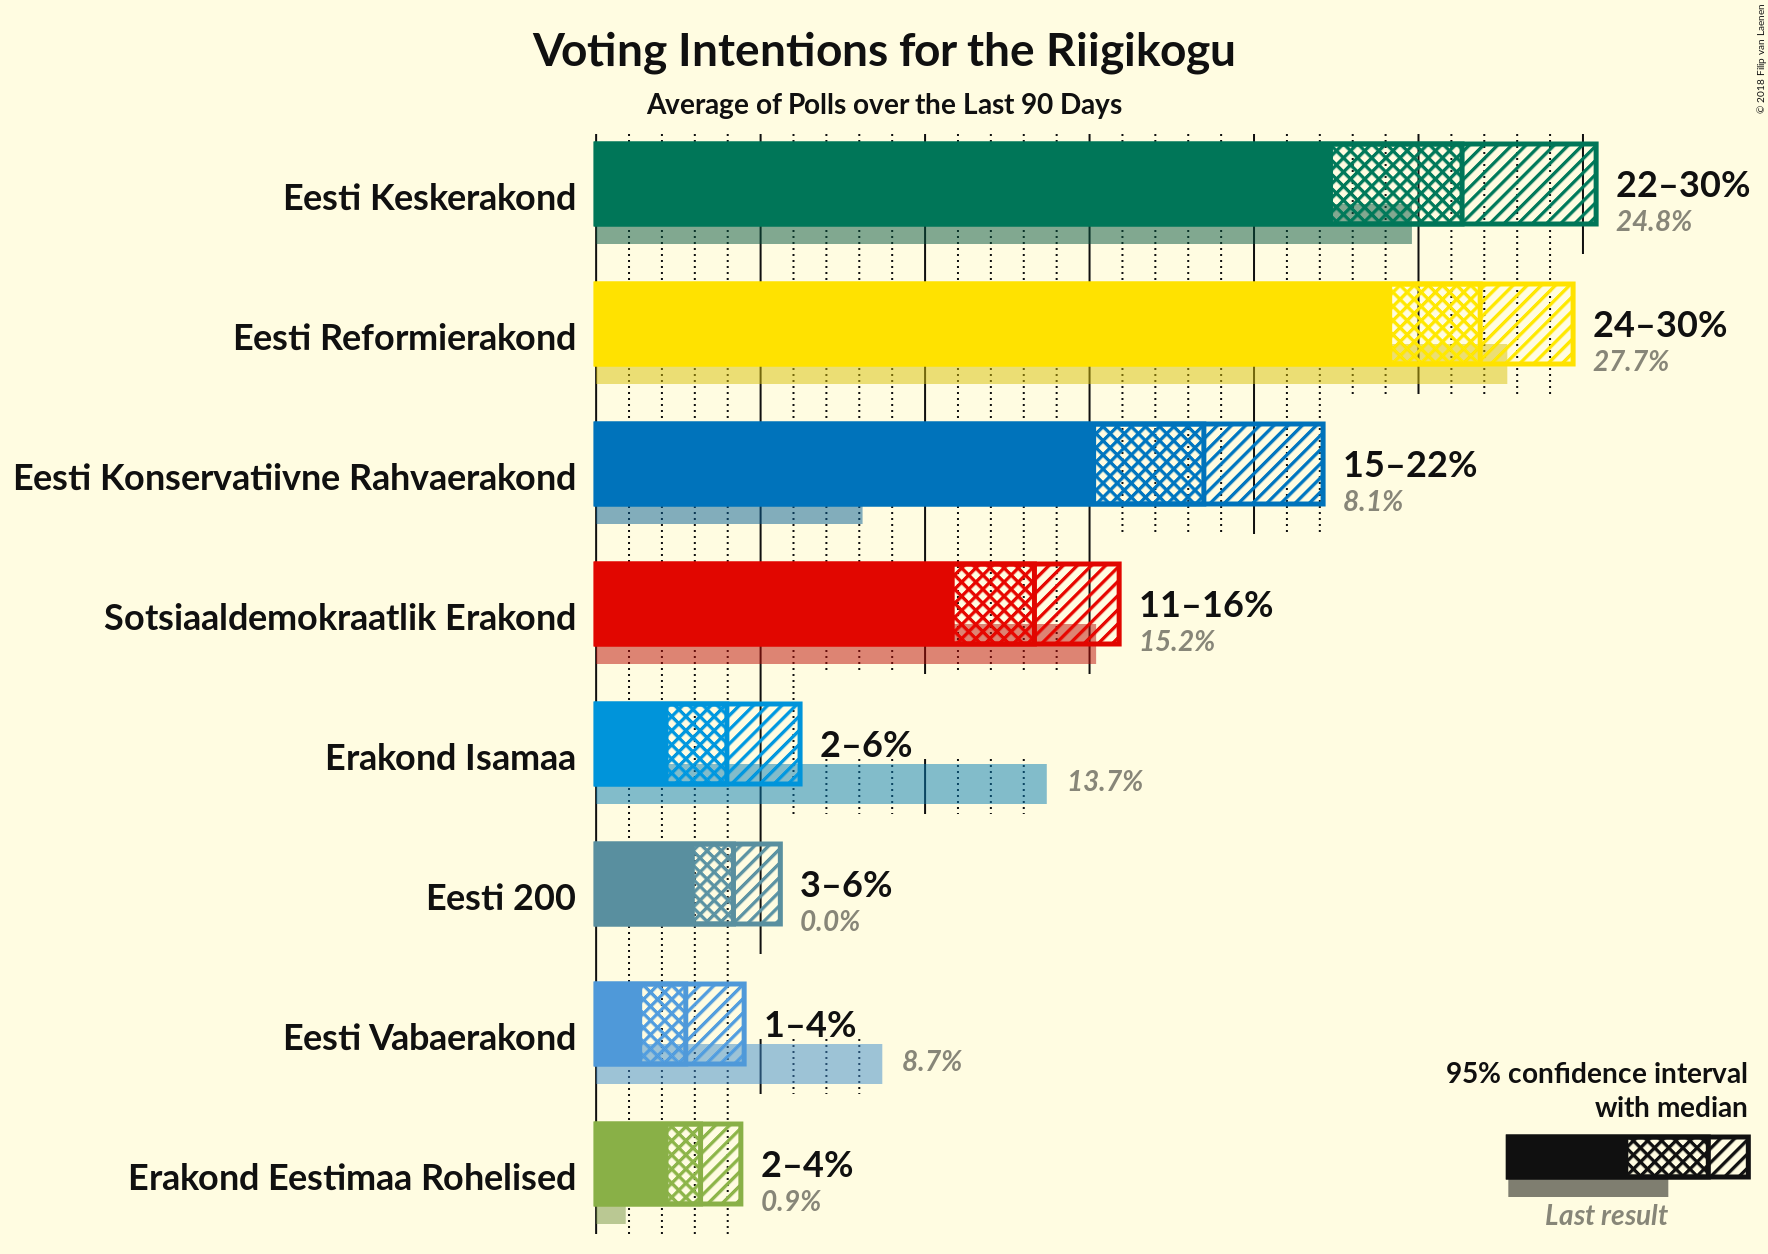 Voting Intentions for the Riigikogu
Average of Polls over the Last 90 Days
© 2018 Filip van Laenen
Eesti Keskerakond
22–30%
24.8%
Eesti Reformierakond
24–30%
27.7%
Eesti Konservatiivne Rahvaerakond
15–22%
8.1%
Sotsiaaldemokraatlik Erakond
11–16%
15.2%
Erakond Isamaa
2–6%
13.7%
Eesti 200
3–6%
0.0%
Eesti Vabaerakond
1–4%
8.7%
Erakond Eestimaa Rohelised
2–4%
0.9%
95% confidence interval
with median
Last result